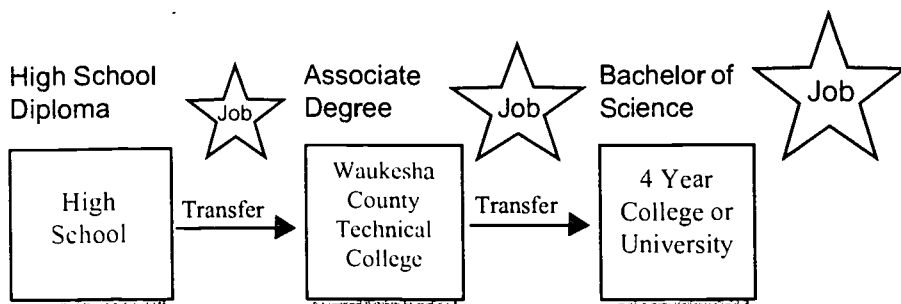 High School
Diploma
Job
Associate
Degree
Job
Bachelor of
Science
Job
High
School
Transfer
Waukesha
County
Technical
College
Transfer
4 Year
College or
University